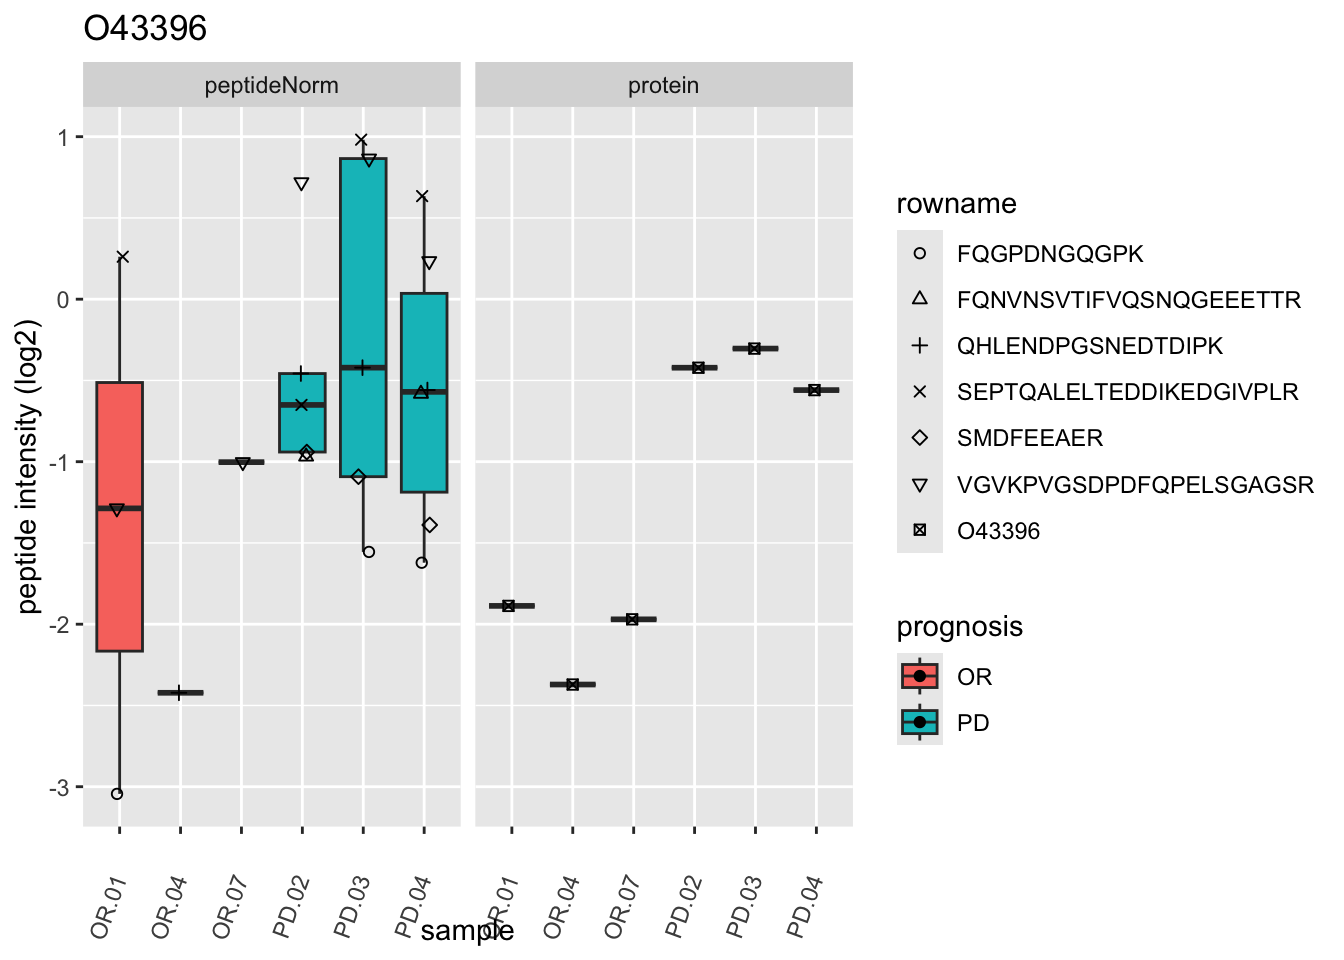 O43396
peptideNorm
protein
1
0
-1
-2
-3
peptide intensity (log2)
OR.01
OR.04
OR.07
PD.02
PD.03
PD.04
OR.01
OR.04
OR.07
PD.02
PD.03
PD.04
sample
rowname
FQGPDNGQGPK
FQNVNSVTIFVQSNQGEEETTR
QHLENDPGSNEDTDIPK
SEPTQALELTEDDIKEDGIVPLR
SMDFEEAER
VGVKPVGSDPDFQPELSGAGSR
O43396
prognosis
OR
PD